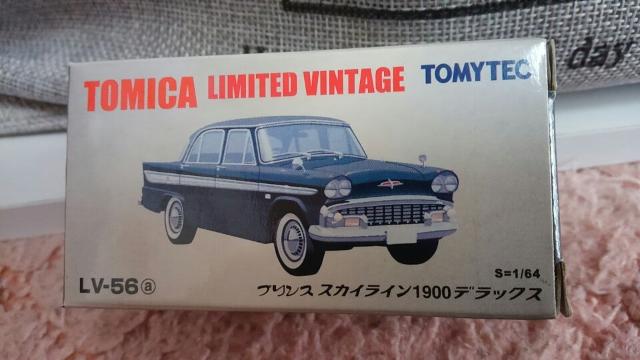 TOMICA LIMITED VINTAGE TOMYTEC
S=1/64
LV-56ⓐ プリンス スカイライン1900デラックス
day